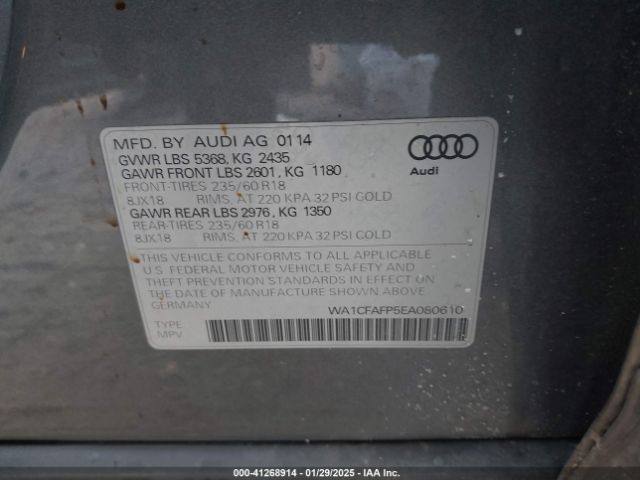 MFD. BY AUDI AG 01 14
GVWR LBS 5368, KG 2435
GAWR FRONT LBS 2601, KG 1180
FRONT-TIRES 235/60 R18
8JX18 RIMS, AT 220 KPA 32 PSI COLD
GAWR REAR LBS 2976, KG 1350
REAR-TIRES 235/60 R18
8JX18 RIMS, AT 220 KPA 32 PSI COLD
Audi
THIS VEHICLE CONFORMS TO ALL APPLICABLE
U.S. FEDERAL MOTOR VEHICLE SAFETY AND
THEFT PREVENTION STANDARDS IN EFFECT ON
THE DATE OF MANUFACTURE SHOWN ABOVE.
GERMANY
WA1CFAFP5EA080610
TYPE:
MPV
000-41268914 - 01/29/2025 - IAA Inc.